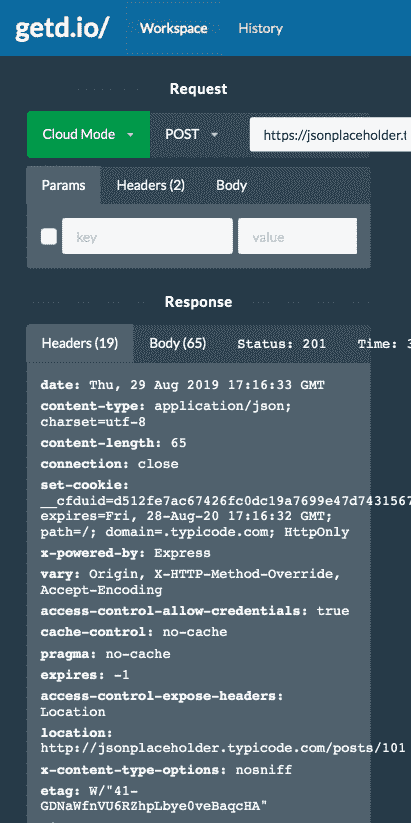 getd.io/ Workspace History
Request
Cloud Mode POST https://jsonplaceholder.t
Params Headers (2) Body
key value
Response
Headers (19) Body (65) Status: 201 Time: 3
date: Thu, 29 Aug 2019 17:16:33 GMT
content-type: application/json;
charset=utf-8
content-length: 65
connection: close
set-cookie:
__cfduid=d512fe7ac67426fc0dc19a7699e47d7431567
expires=Fri, 28-Aug-20 17:16:32 GMT;
path=/; domain=.typicode.com; HttpOnly
x-powered-by: Express
vary: Origin, X-HTTP-Method-Override,
Accept-Encoding
access-control-allow-credentials: true
cache-control: no-cache
pragma: no-cache
expires: -1
access-control-expose-headers:
Location
location:
http://jsonplaceholder.typicode.com/posts/101
x-content-type-options: nosniff
etag: W/"41-
GDNaWfnVU6RZhpLbye0veBaqcHA"